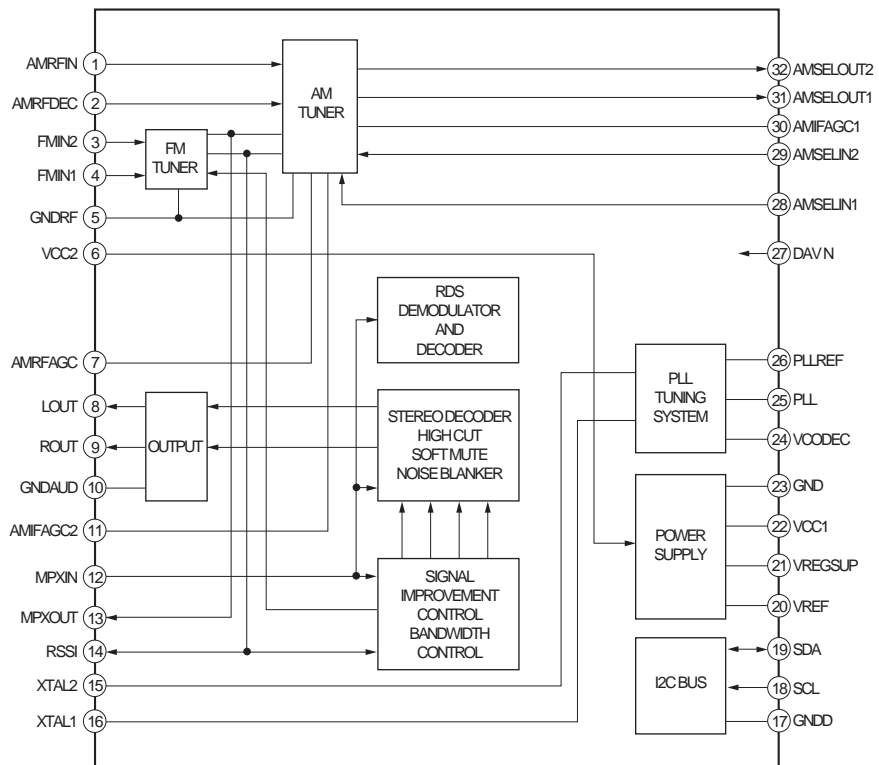 AMRFIN 1
AMRFDEC 2
FMIN2 3
FMIN1 4
GNDRF 5
VCC2 6
AMRFAGC 7
LOUT 8
ROUT 9
GNDAUD 10
AMIFAGC2 11
MPXIN 12
MPXOUT 13
RSSI 14
XTAL2 15
XTAL1 16
FM
TUNER
AM
TUNER
RDS
DEMODULATOR
AND
DECODER
OUTPUT
STEREO DECODER
HIGH CUT
SOFT MUTE
NOISE BLANKER
SIGNAL
IMPROVEMENT
CONTROL
BANDWIDTH
CONTROL
PLL
TUNING
SYSTEM
POWER
SUPPLY
I2C BUS
32 AMSELOUT2
31 AMSELOUT1
30 AMIFAGC1
29 AMSELIN2
28 AMSELIN1
27 DAVN
26 PLLREF
25 PLL
24 VCODEC
23 GND
22 VCC1
21 VREGSUP
20 VREF
19 SDA
18 SCL
17 GNDD